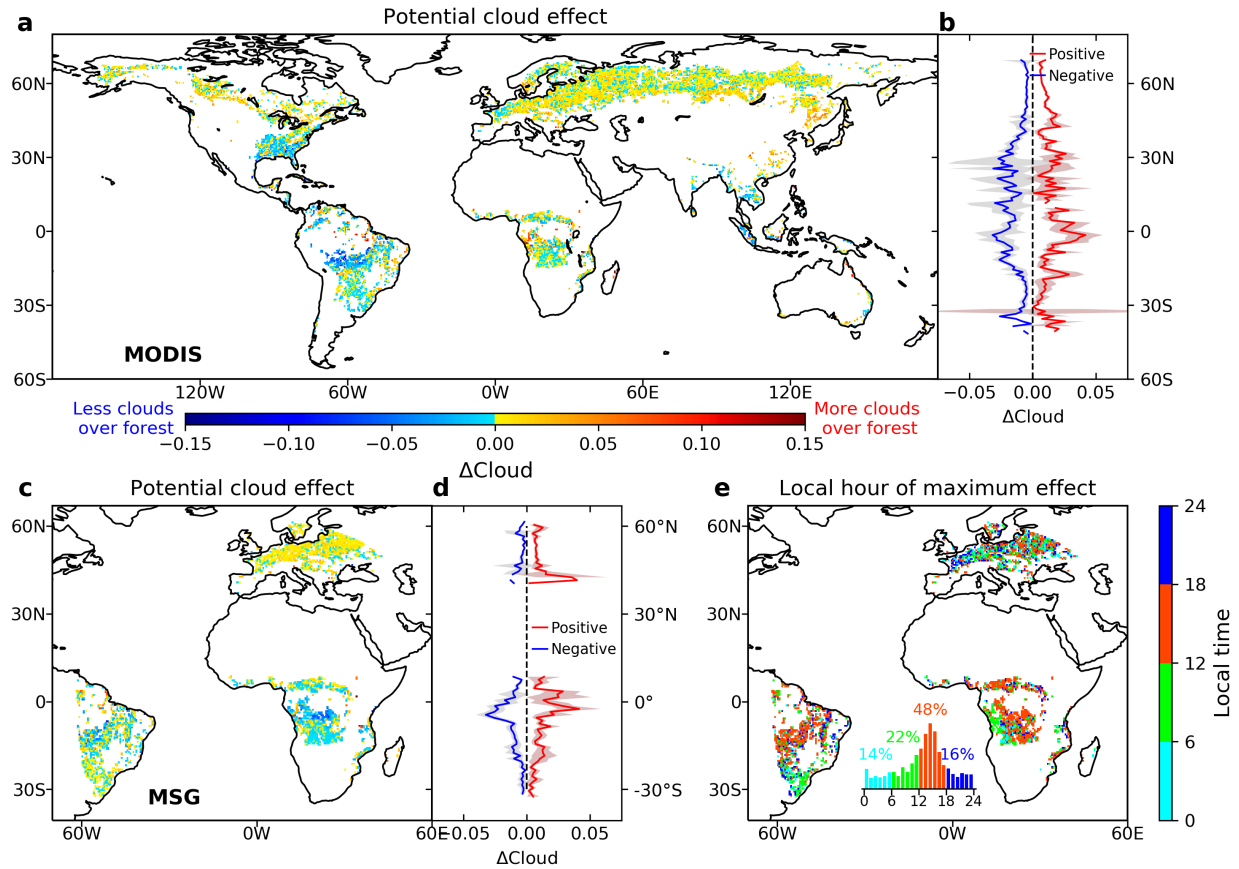 a
Potential cloud effect
b
60N
30N
0
30S
60S
MODIS
120W
60W
0W
60E
120E
Positive
Negative
60N
30N
0
30S
60S
−0.05
0.00
0.05
ΔCloud
Less clouds
over forest
More clouds
over forest
−0.15
−0.10
−0.05
0.00
0.05
0.10
0.15
ΔCloud
c
Potential cloud effect
60N
30N
0
30S
MSG
60W
0W
60E
d
Positive
Negative
60°N
30°N
0°
-30°S
−0.05
0.00
0.05
ΔCloud
e
Local hour of maximum effect
60N
30N
0
30S
14%
22%
48%
16%
0
6
12
18
24
60W
0W
60E
24
18
12
6
0
Local time